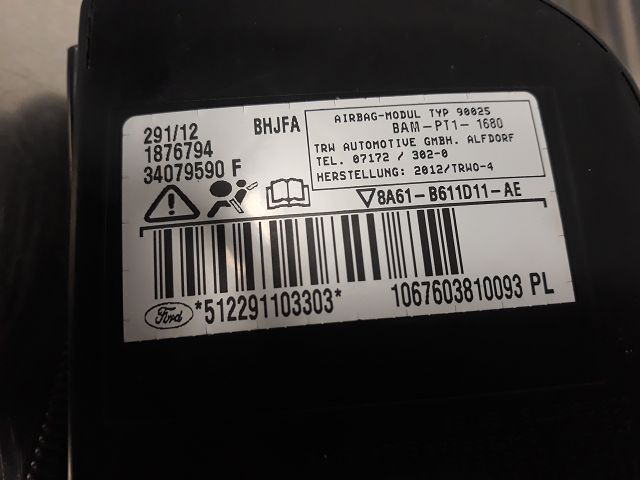 291/12
1876794
34079590 F
BHJFA
AIRBAG-MODUL TYP 90025
BAM-PT1- 1680
TRW AUTOMOTIVE GMBH. ALFDORF
TEL. 07172 / 302-0
HERSTELLUNG: 2012/TRWO-4
8A61-B611D11-AE
Ford
*512291103303*
1067603810093 PL